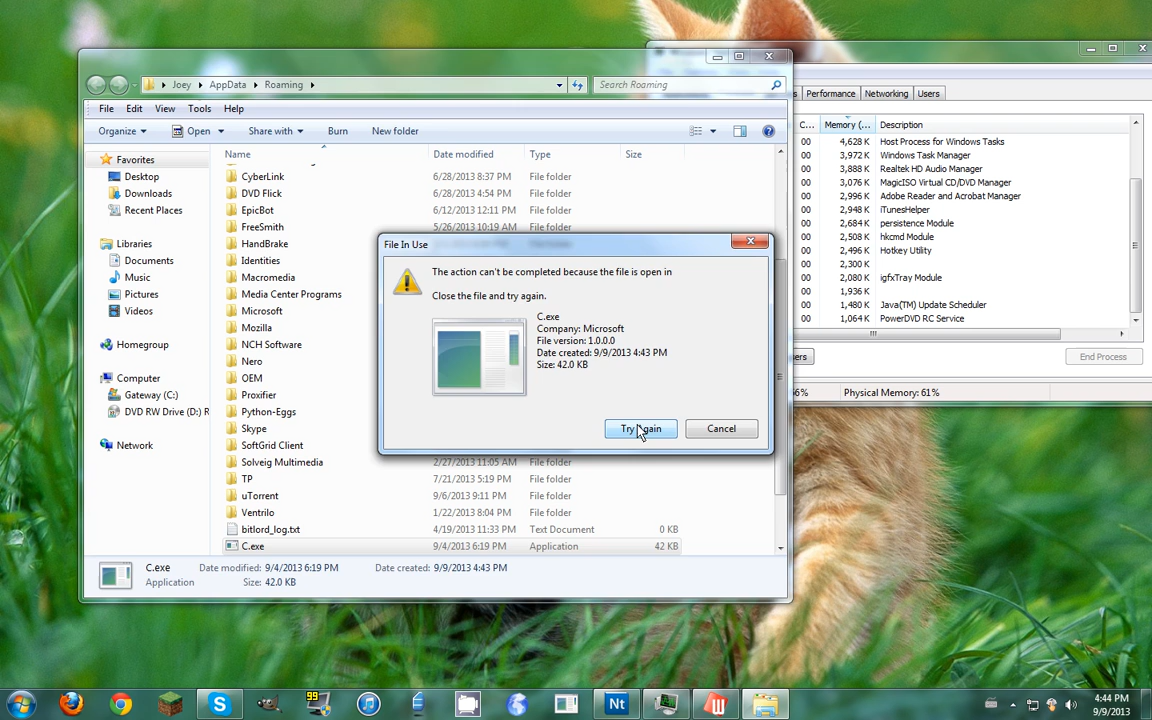 Joey
AppData
Roaming
Search Roaming
File Edit View Tools Help
Organize Open Share with Burn New folder
Name Date modified Type Size
Favorites
Desktop
Downloads
Recent Places
Libraries
Documents
Music
Pictures
Videos
Homegroup
Computer
Gateway (C:)
DVD RW Drive (D:) R
Network
CyberLink 6/28/2013 8:37 PM File folder
DVD Flick 6/28/2013 4:54 PM File folder
EpicBot 6/12/2013 12:11 PM File folder
FreeSmith 5/26/2013 10:19 AM File folder
HandBrake
Identities
Macromedia
Media Center Programs
Microsoft
Mozilla
NCH Software
Nero
OEM
Proxifier
Python-Eggs
Skype
SoftGrid Client
Solveig Multimedia 2/27/2013 11:05 AM File folder
TP 7/21/2013 5:19 PM File folder
uTorrent 9/6/2013 9:11 PM File folder
Ventrilo 1/22/2013 8:04 PM File folder
bitlord_log.txt 4/19/2013 11:33 PM Text Document 0 KB
C.exe 9/4/2013 6:19 PM Application 42 KB
C.exe Date modified: 9/4/2013 6:19 PM Date created: 9/9/2013 4:43 PM
Application Size: 42.0 KB
File In Use
The action can't be completed because the file is open in
Close the file and try again.
C.exe
Company: Microsoft
File version: 1.0.0.0
Date created: 9/9/2013 4:43 PM
Size: 42.0 KB
Try Again Cancel
Performance Networking Users
C... Memory (... Description
00 4,628 K Host Process for Windows Tasks
00 3,972 K Windows Task Manager
00 3,888 K Realtek HD Audio Manager
00 3,076 K MagicISO Virtual CD/DVD Manager
00 2,996 K Adobe Reader and Acrobat Manager
00 2,948 K iTunesHelper
00 2,684 K persistence Module
00 2,508 K hkcmd Module
00 2,406 K Hotkey Utility
00 2,300 K
00 2,080 K igfxTray Module
00 1,936 K
00 1,480 K Java(TM) Update Scheduler
00 1,064 K PowerDVD RC Service
End Process
Physical Memory: 61%
99
Nt
4:44 PM
9/9/2013